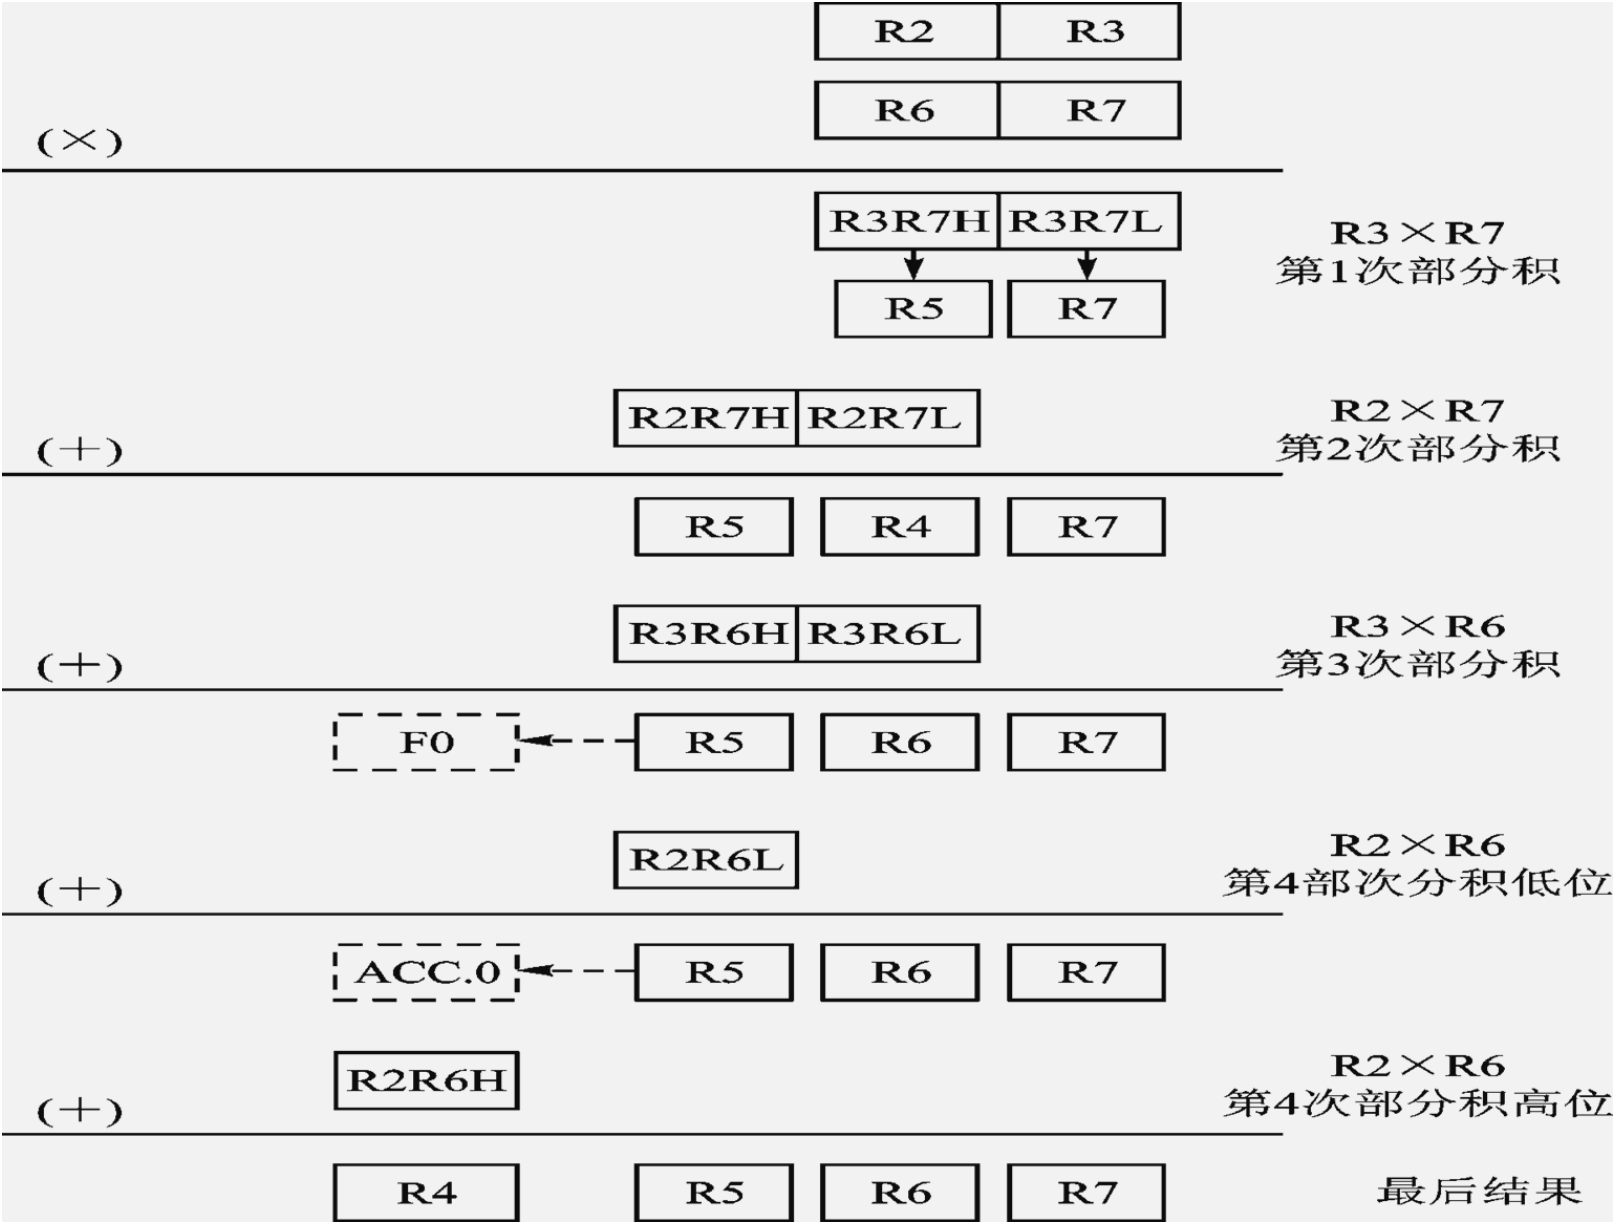 R2 R3
R6 R7
(×)
R3R7H R3R7L
R3×R7
第1次部分积
R5 R7
R2R7H R2R7L
R2×R7
第2次部分积
(+)
R5 R4 R7
R3R6H R3R6L
R3×R6
第3次部分积
(+)
F0 R5 R6 R7
R2R6L
R2×R6
第4部次分积低位
(+)
ACC.0 R5 R6 R7
R2R6H
R2×R6
第4次部分积高位
(+)
R4 R5 R6 R7 最后结果